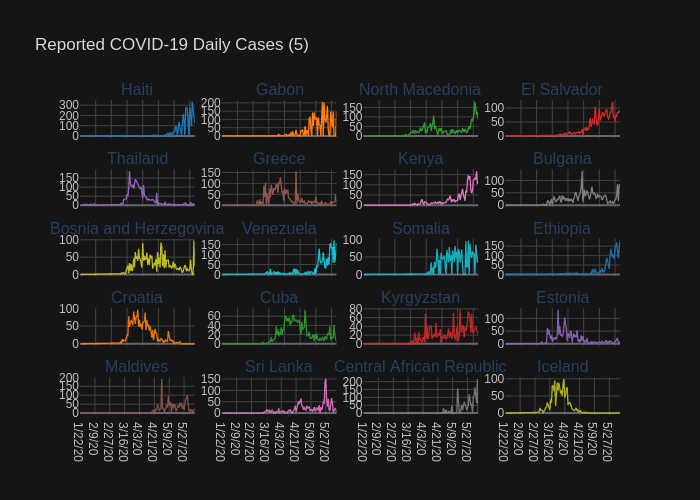 Reported COVID-19 Daily Cases (5)
Haiti Gabon North Macedonia El Salvador
300 200 150 100
200 150 100 50
100 100 50 0
0 50 0
0
Thailand Greece Kenya Bulgaria
150 150 150 100
100 100 100 50
50 50 50 0
0 0 0
Bosnia and Herzegovina Venezuela Somalia Ethiopia
100 150 100 150
50 100 50 100
0 50 0 50
0 0
Croatia Cuba Kyrgyzstan Estonia
100 60 80 100
50 40 60 50
0 20 40 0
0 20
0
Maldives Sri Lanka Central African Republic Iceland
200 150 200 100
150 100 150 50
100 50 100 0
50 0 50
0 0
1/22/20 2/9/20 2/27/20 3/16/20 4/3/20 4/21/20 5/9/20 5/27/20 1/22/20 2/9/20 2/27/20 3/16/20 4/3/20 4/21/20 5/9/20 5/27/20 1/22/20 2/9/20 2/27/20 3/16/20 4/3/20 4/21/20 5/9/20 5/27/20 1/22/20 2/9/20 2/27/20 3/16/20 4/3/20 4/21/20 5/9/20 5/27/20